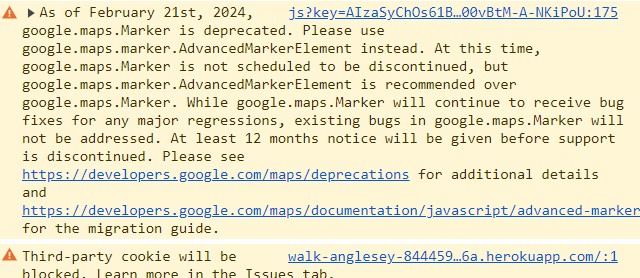 As of February 21st, 2024, js?key=AIzaSyChOs61B…00vBtM-A-NKiPoU:175
google.maps.Marker is deprecated. Please use
google.maps.marker.AdvancedMarkerElement instead. At this time,
google.maps.Marker is not scheduled to be discontinued, but
google.maps.marker.AdvancedMarkerElement is recommended over
google.maps.Marker. While google.maps.Marker will continue to receive bug
fixes for any major regressions, existing bugs in google.maps.Marker will
not be addressed. At least 12 months notice will be given before support
is discontinued. Please see
https://developers.google.com/maps/deprecations for additional details
and
https://developers.google.com/maps/documentation/javascript/advanced-marker
for the migration guide.
Third-party cookie will be walk-anglesey-844459…6a.herokuapp.com/:1
blocked. Learn more in the Issues tab.